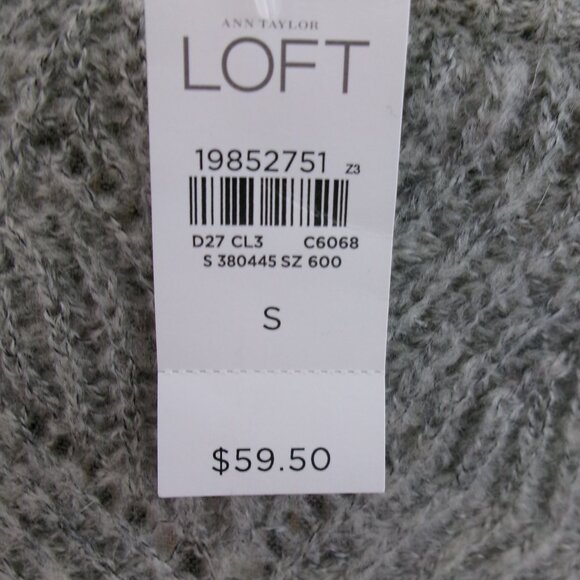 ANN TAYLOR
LOFT
19852751 Z3
D27 CL3 C6068
S 380445 SZ 600
S
$59.50